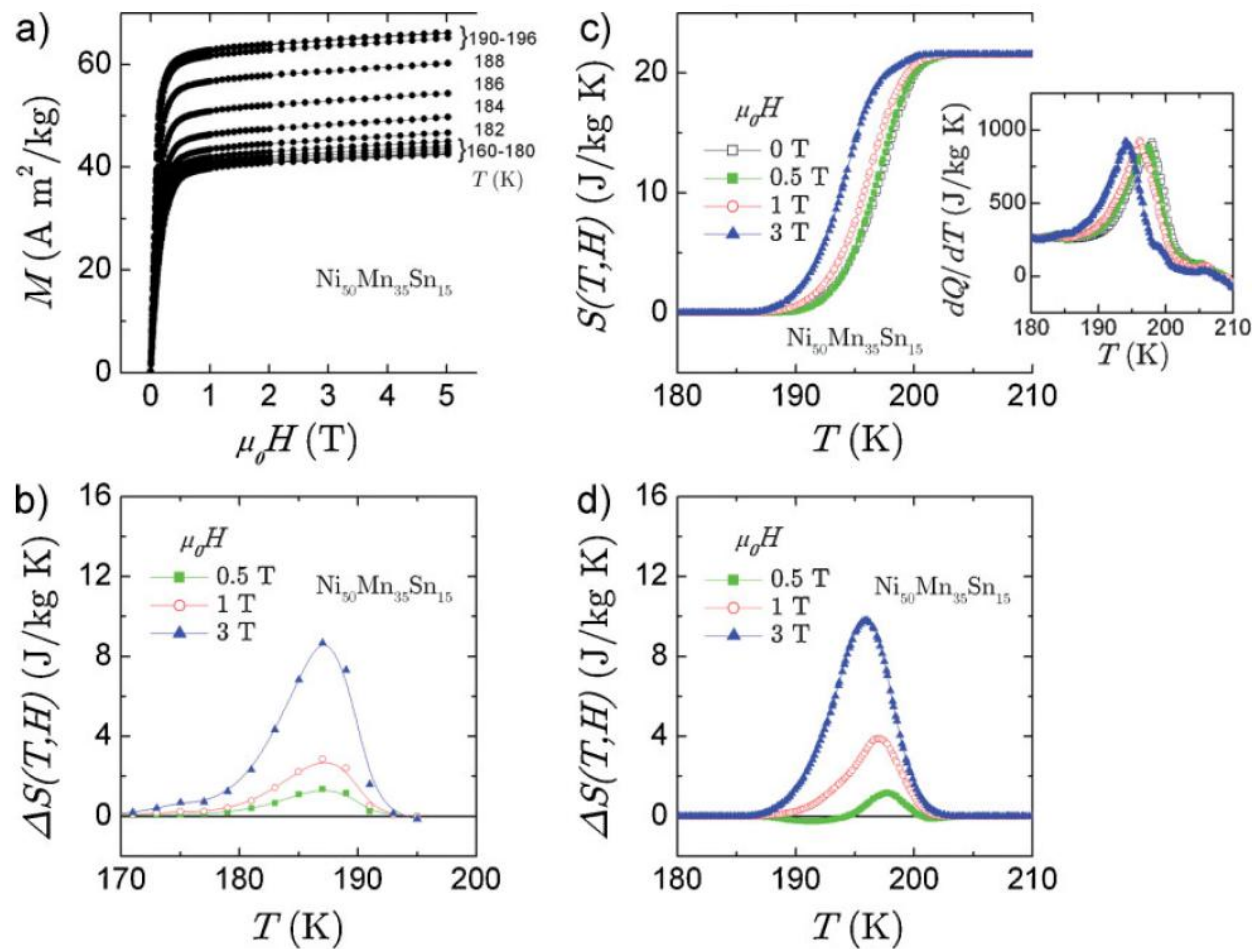 a)
M (A m²/kg)
60
40
20
0
}190-196
188
186
184
182
}160-180
T (K)
Ni₅₀Mn₃₅Sn₁₅
0 1 2 3 4 5
μ₀H (T)
c)
S(T,H) (J/kg K)
20
10
0
μ₀H
0 T
0.5 T
1 T
3 T
Ni₅₀Mn₃₅Sn₁₅
180 190 200 210
T (K)
dQ/dT (J/kg K)
1000
500
0
180 190 200 210
T (K)
b)
ΔS(T,H) (J/kg K)
16
12
8
4
0
μ₀H
0.5 T
1 T
3 T
Ni₅₀Mn₃₅Sn₁₅
170 180 190 200
T (K)
d)
ΔS(T,H) (J/kg K)
16
12
8
4
0
μ₀H
0.5 T
1 T
3 T
Ni₅₀Mn₃₅Sn₁₅
180 190 200 210
T (K)